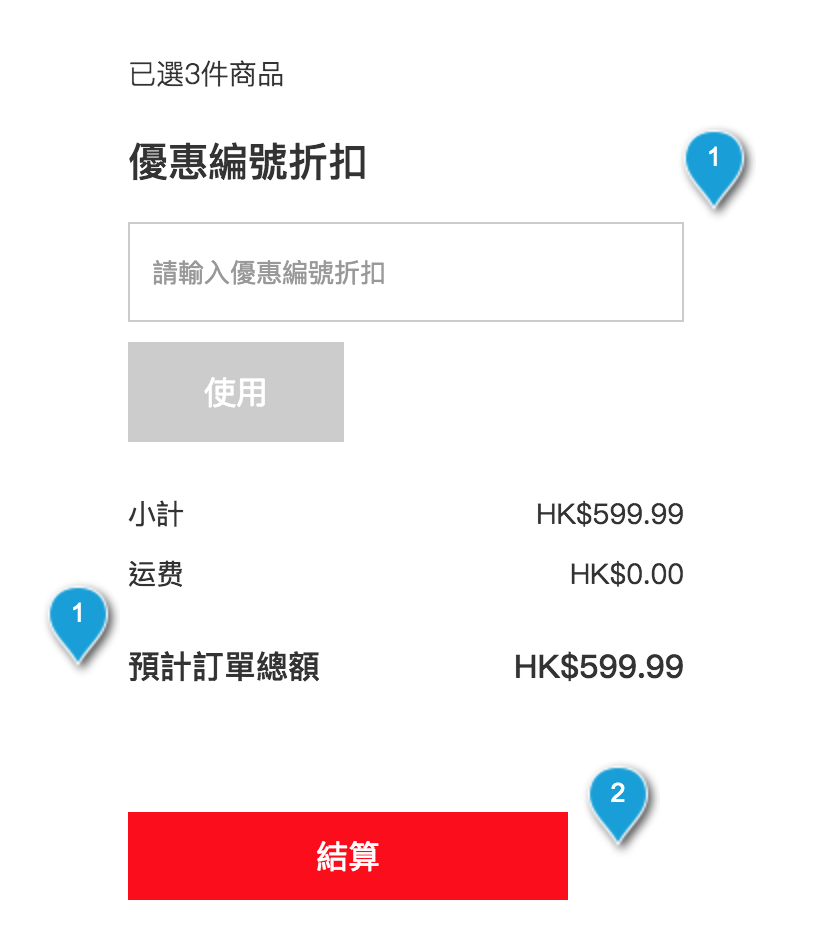 已選3件商品
優惠編號折扣
1
請輸入優惠編號折扣
使用
小計 HK$599.99
运费 HK$0.00
1
預計訂單總額 HK$599.99
2
結算